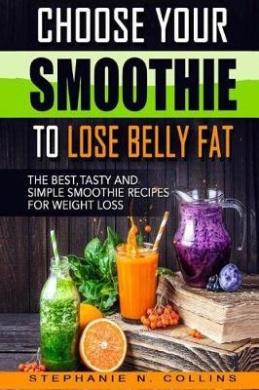 CHOOSE YOUR
SMOOTHIE
TO LOSE BELLY FAT
THE BEST, TASTY AND
SIMPLE SMOOTHIE RECIPES
FOR WEIGHT LOSS
STEPHANIE N. COLLINS